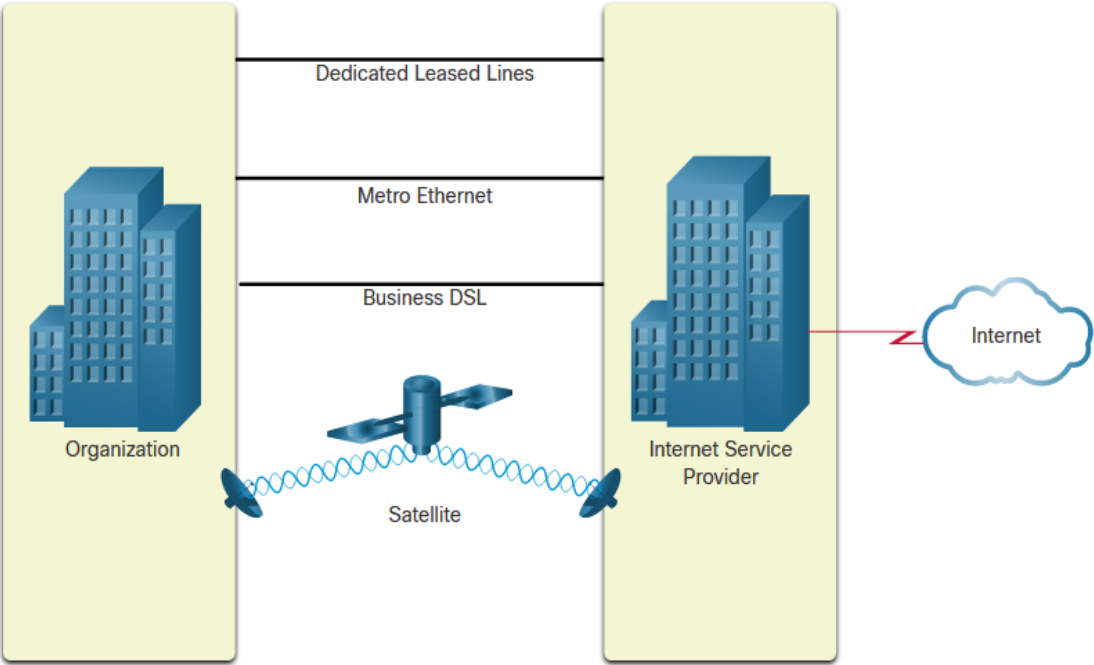 Dedicated Leased Lines
Metro Ethernet
Business DSL
Internet
Organization
Internet Service
Provider
Satellite